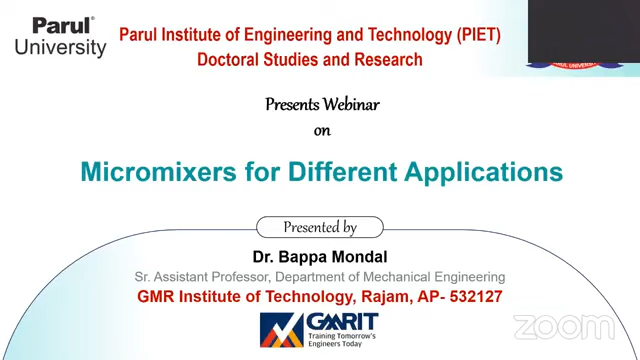 Parul®
University
Parul Institute of Engineering and Technology (PIET)
Doctoral Studies and Research
Presents Webinar
on
Micromixers for Different Applications
Presented by
Dr. Bappa Mondal
Sr. Assistant Professor, Department of Mechanical Engineering
GMR Institute of Technology, Rajam, AP- 532127
GMRIT
Training Tomorrow's
Engineers Today
zoom